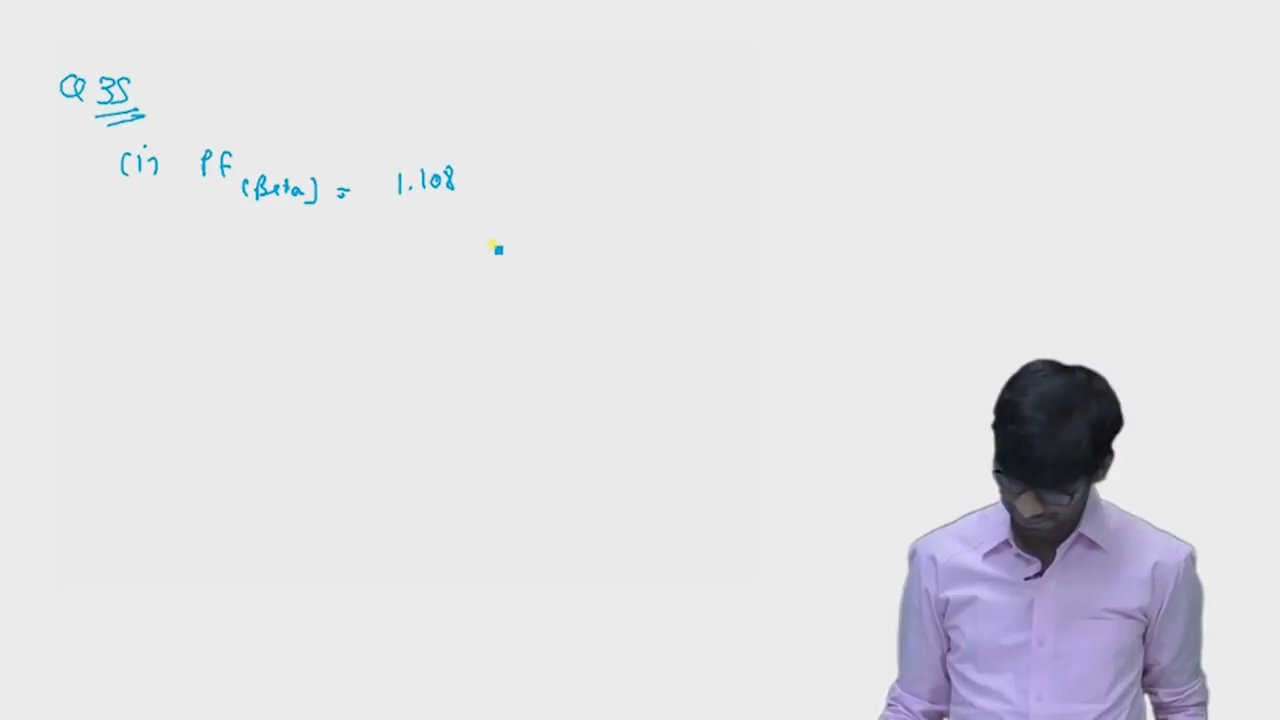 Q 35
(i) PF (Beta) = 1.108